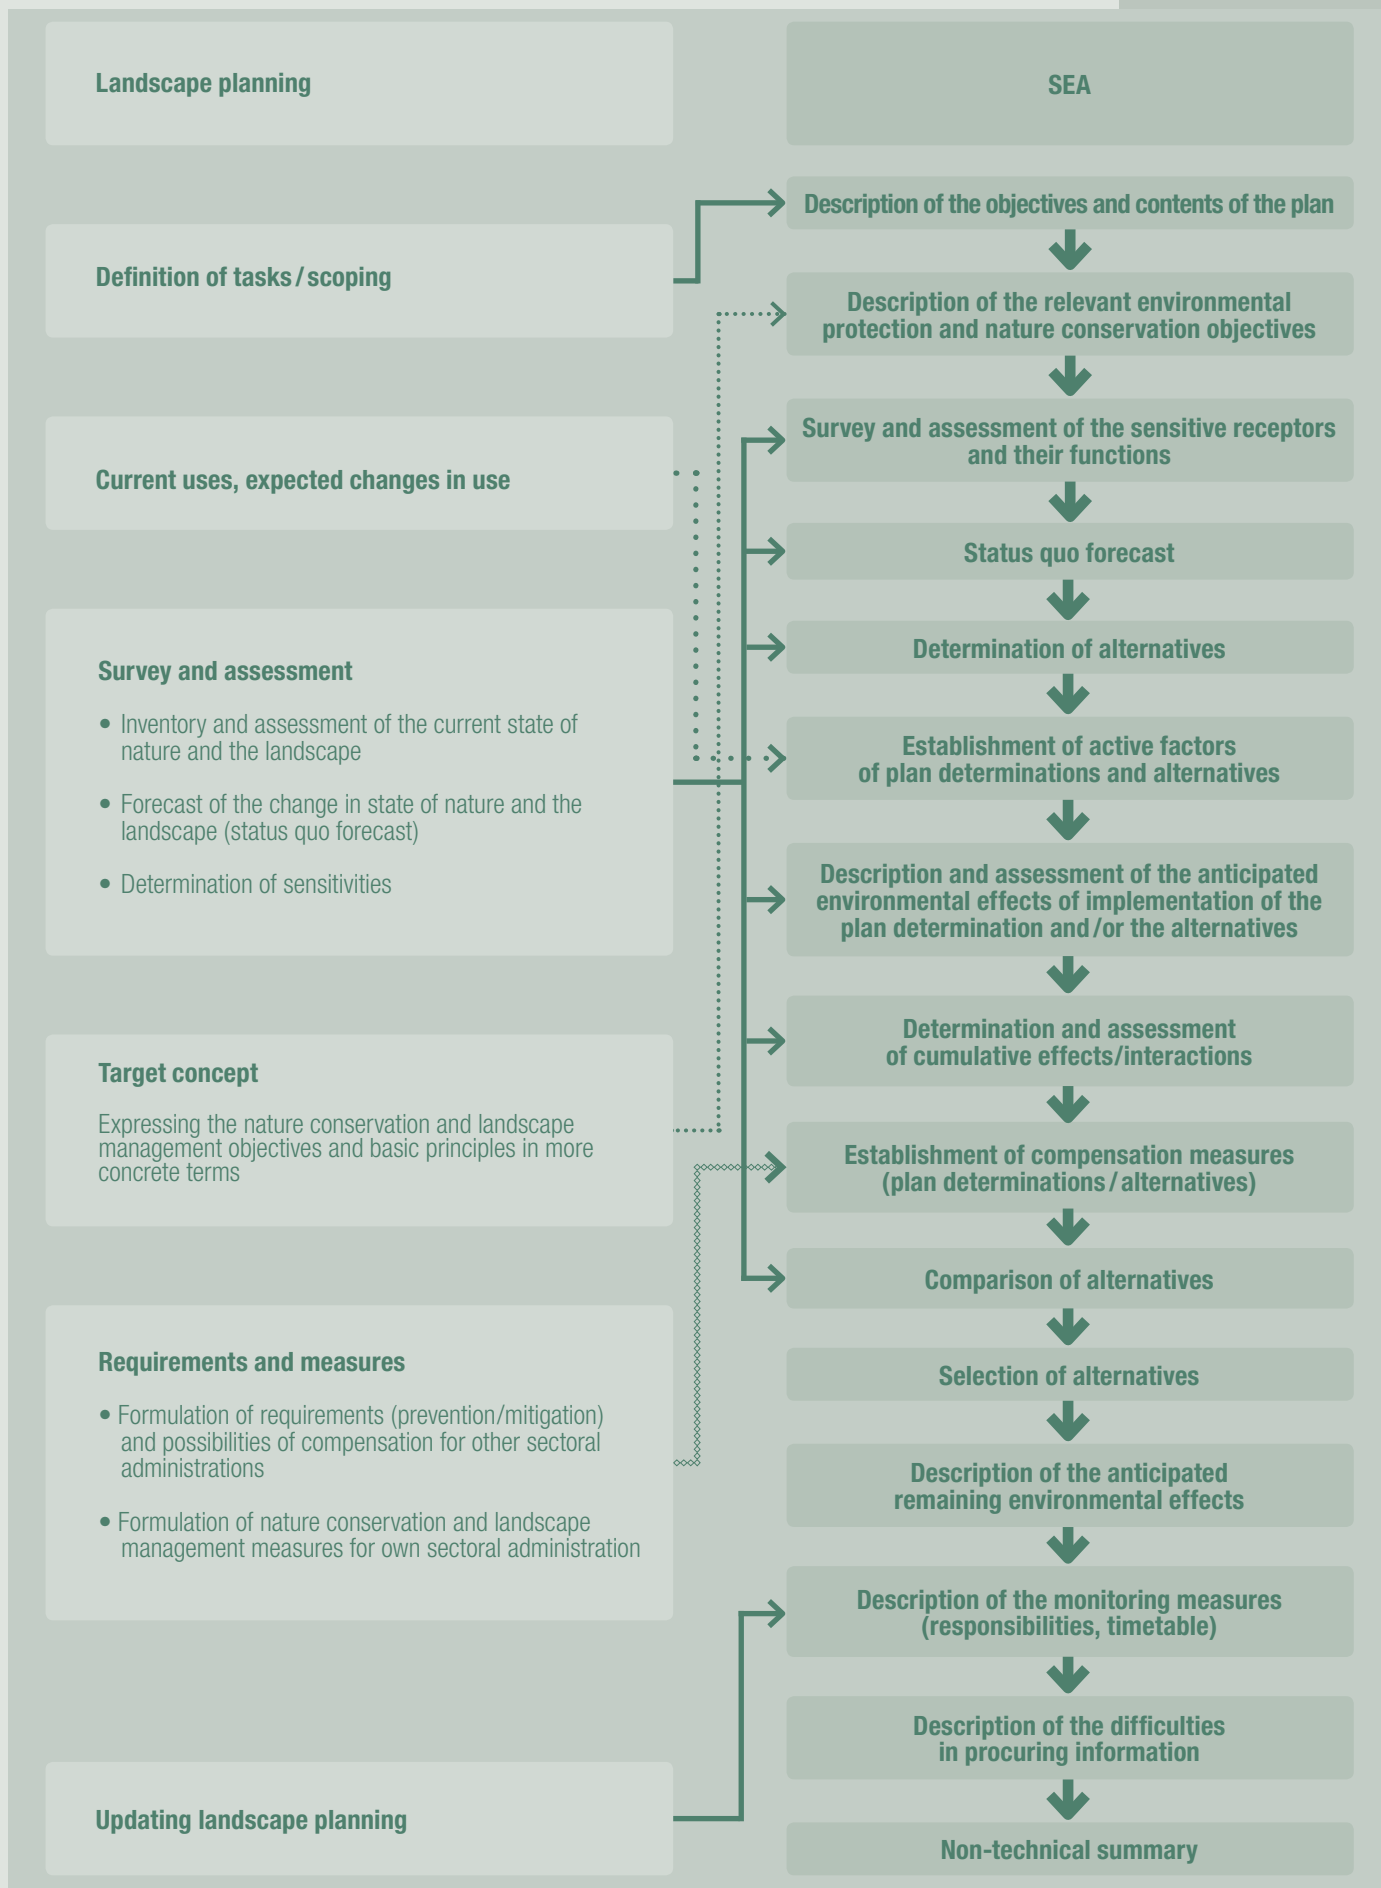 Landscape planning
Definition of tasks / scoping
Current uses, expected changes in use
Survey and assessment
• Inventory and assessment of the current state of
nature and the landscape
• Forecast of the change in state of nature and the
landscape (status quo forecast)
• Determination of sensitivities
Target concept
Expressing the nature conservation and landscape
management objectives and basic principles in more
concrete terms
Requirements and measures
• Formulation of requirements (prevention/mitigation)
and possibilities of compensation for other sectoral
administrations
• Formulation of nature conservation and landscape
management measures for own sectoral administration
Updating landscape planning
SEA
Description of the objectives and contents of the plan
Description of the relevant environmental
protection and nature conservation objectives
Survey and assessment of the sensitive receptors
and their functions
Status quo forecast
Determination of alternatives
Establishment of active factors
of plan determinations and alternatives
Description and assessment of the anticipated
environmental effects of implementation of the
plan determination and /or the alternatives
Determination and assessment
of cumulative effects/interactions
Establishment of compensation measures
(plan determinations / alternatives)
Comparison of alternatives
Selection of alternatives
Description of the anticipated
remaining environmental effects
Description of the monitoring measures
(responsibilities, timetable)
Description of the difficulties
in procuring information
Non-technical summary